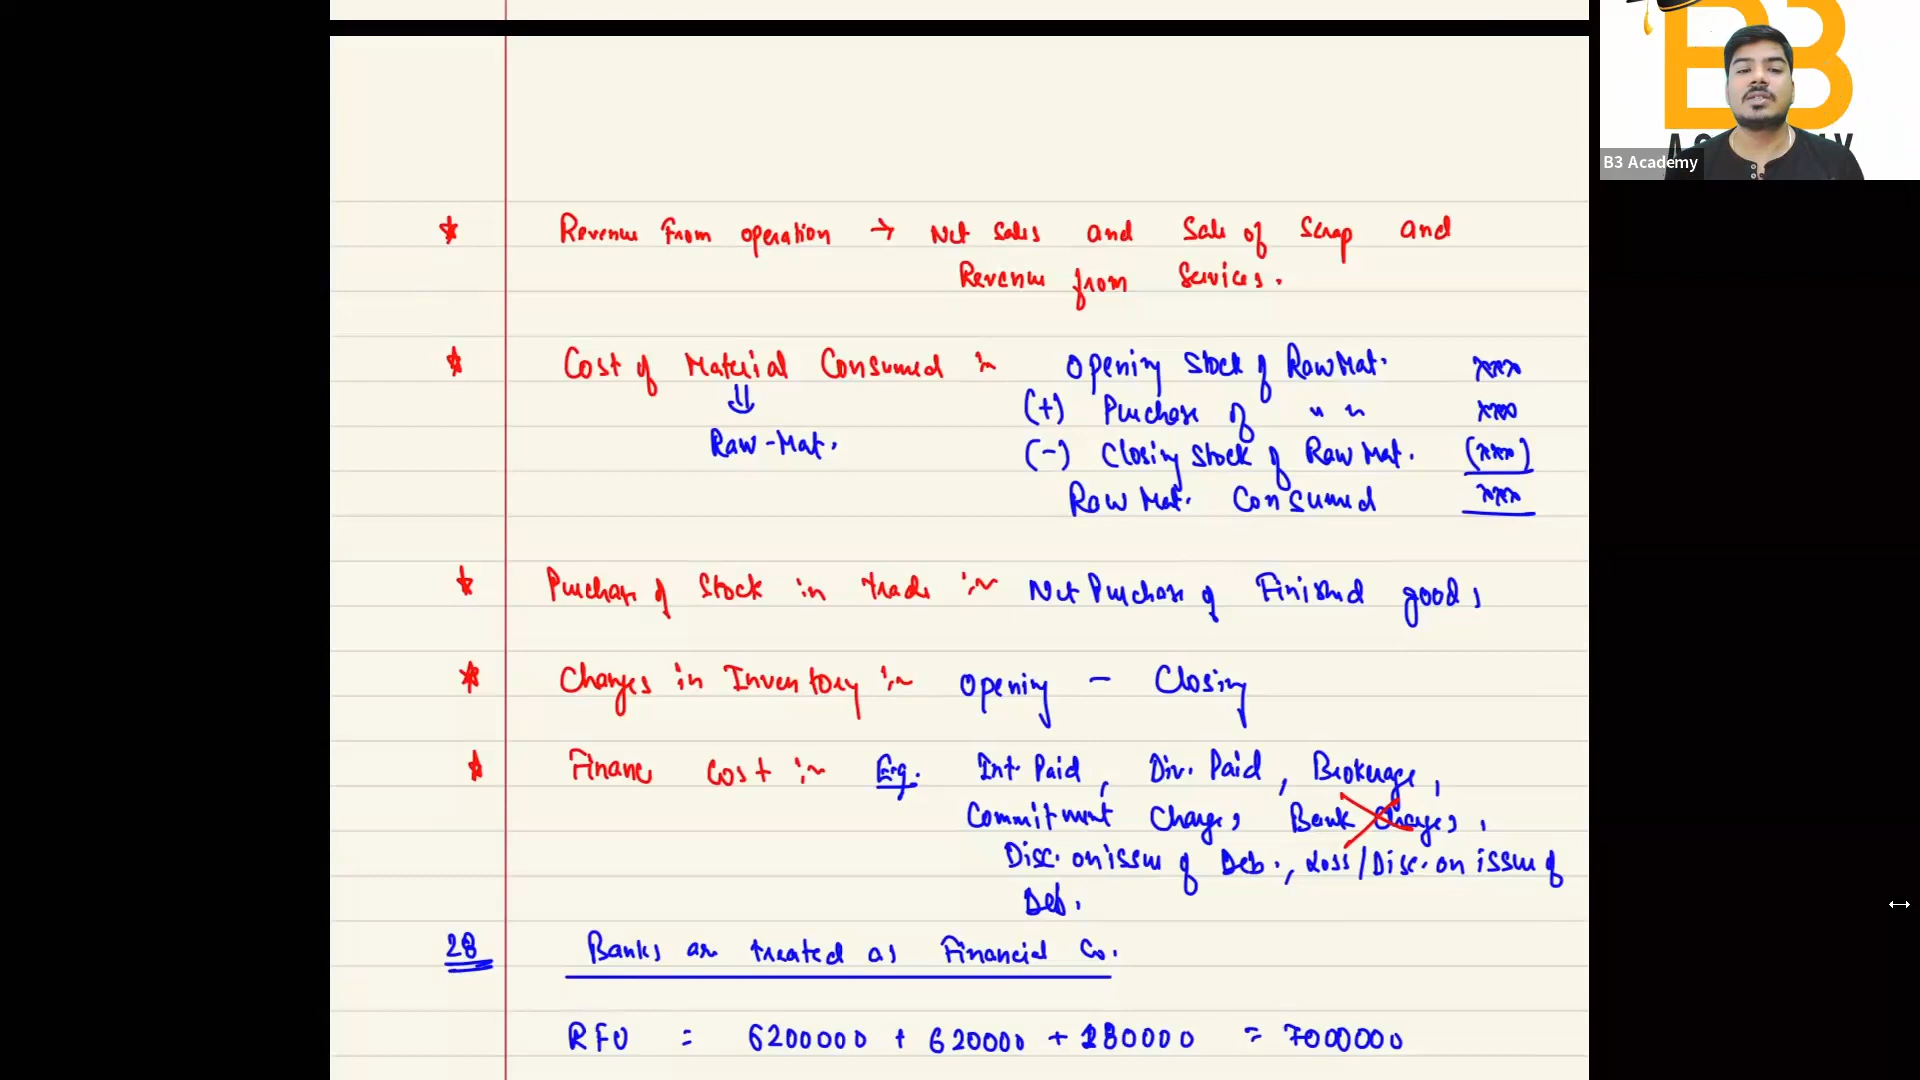 B3
B3 Academy
* Revenue from operation → Net sales and Sale of Scrap and
Revenue from Services.
* Cost of Material Consumed :~ Opening Stock of Raw Mat. xxx
⇓ (+) Purchase of " " xxx
Raw-Mat. (-) Closing Stock of Raw Mat. (xxx)
Raw Mat. Consumed xxx
* Purchase of Stock in trade :~ Net Purchase of Finished goods
* Changes in Inventory :~ Opening - Closing
* Finance Cost :~ Eg. Int. Paid, Div. Paid, Brokerage,
Commitment Charges Bank Charges,
Disc. on issue of Deb., Loss/Disc. on issue of
Deb.
28 Banks are treated as Financial Co.
RFO = 6200000 + 620000 + 180000 = 7000000